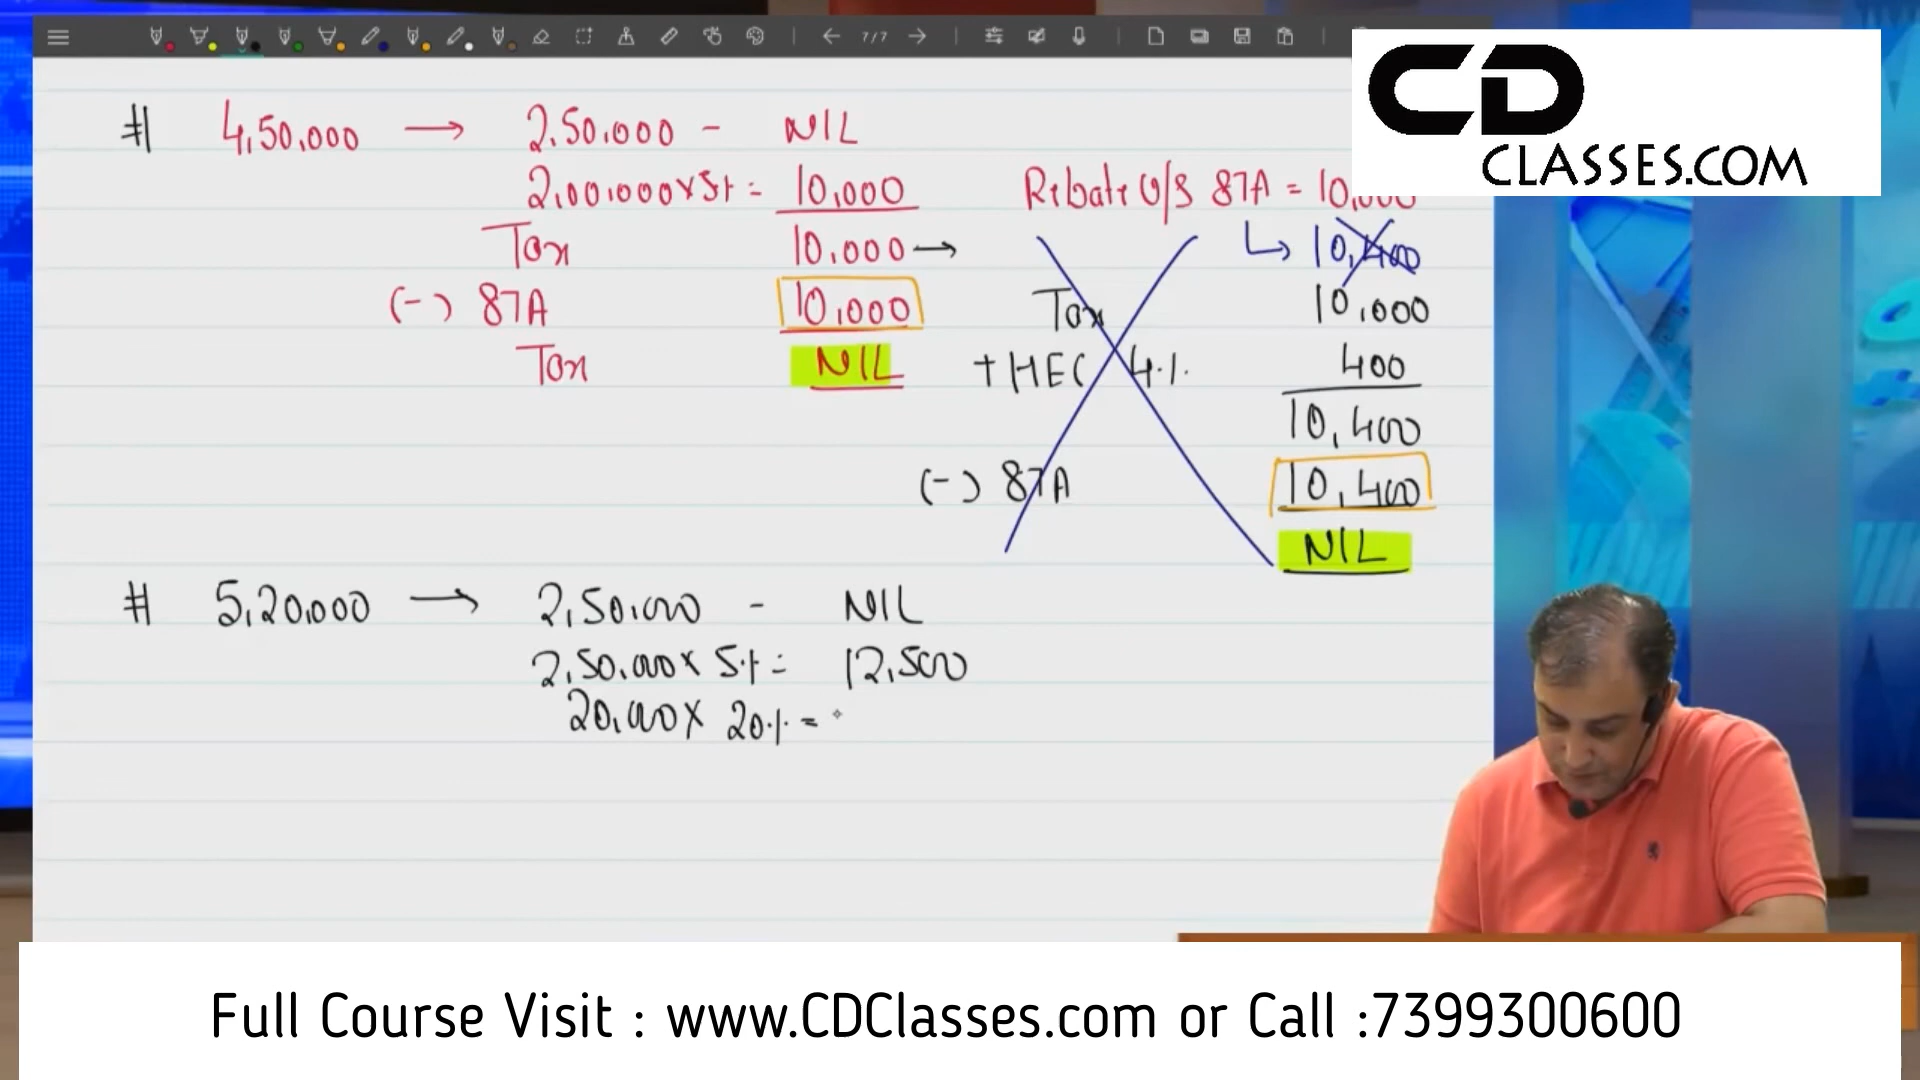 7/7
CD
CLASSES.COM
# 4,50,000 → 2,50,000 - NIL
2,00,000 x 5% = 10,000 Rebate U/S 87A = 10,000
Tax 10,000 → ↳ 10,400
(-) 87A 10,000 Tax 10,000
Tax NIL + HEC 4% 400
10,400
(-) 87A 10,400
NIL
# 5,20,000 → 2,50,000 - NIL
2,50,000 x 5% = 12,500
20,000 x 20% =
Full Course Visit : www.CDClasses.com or Call :7399300600